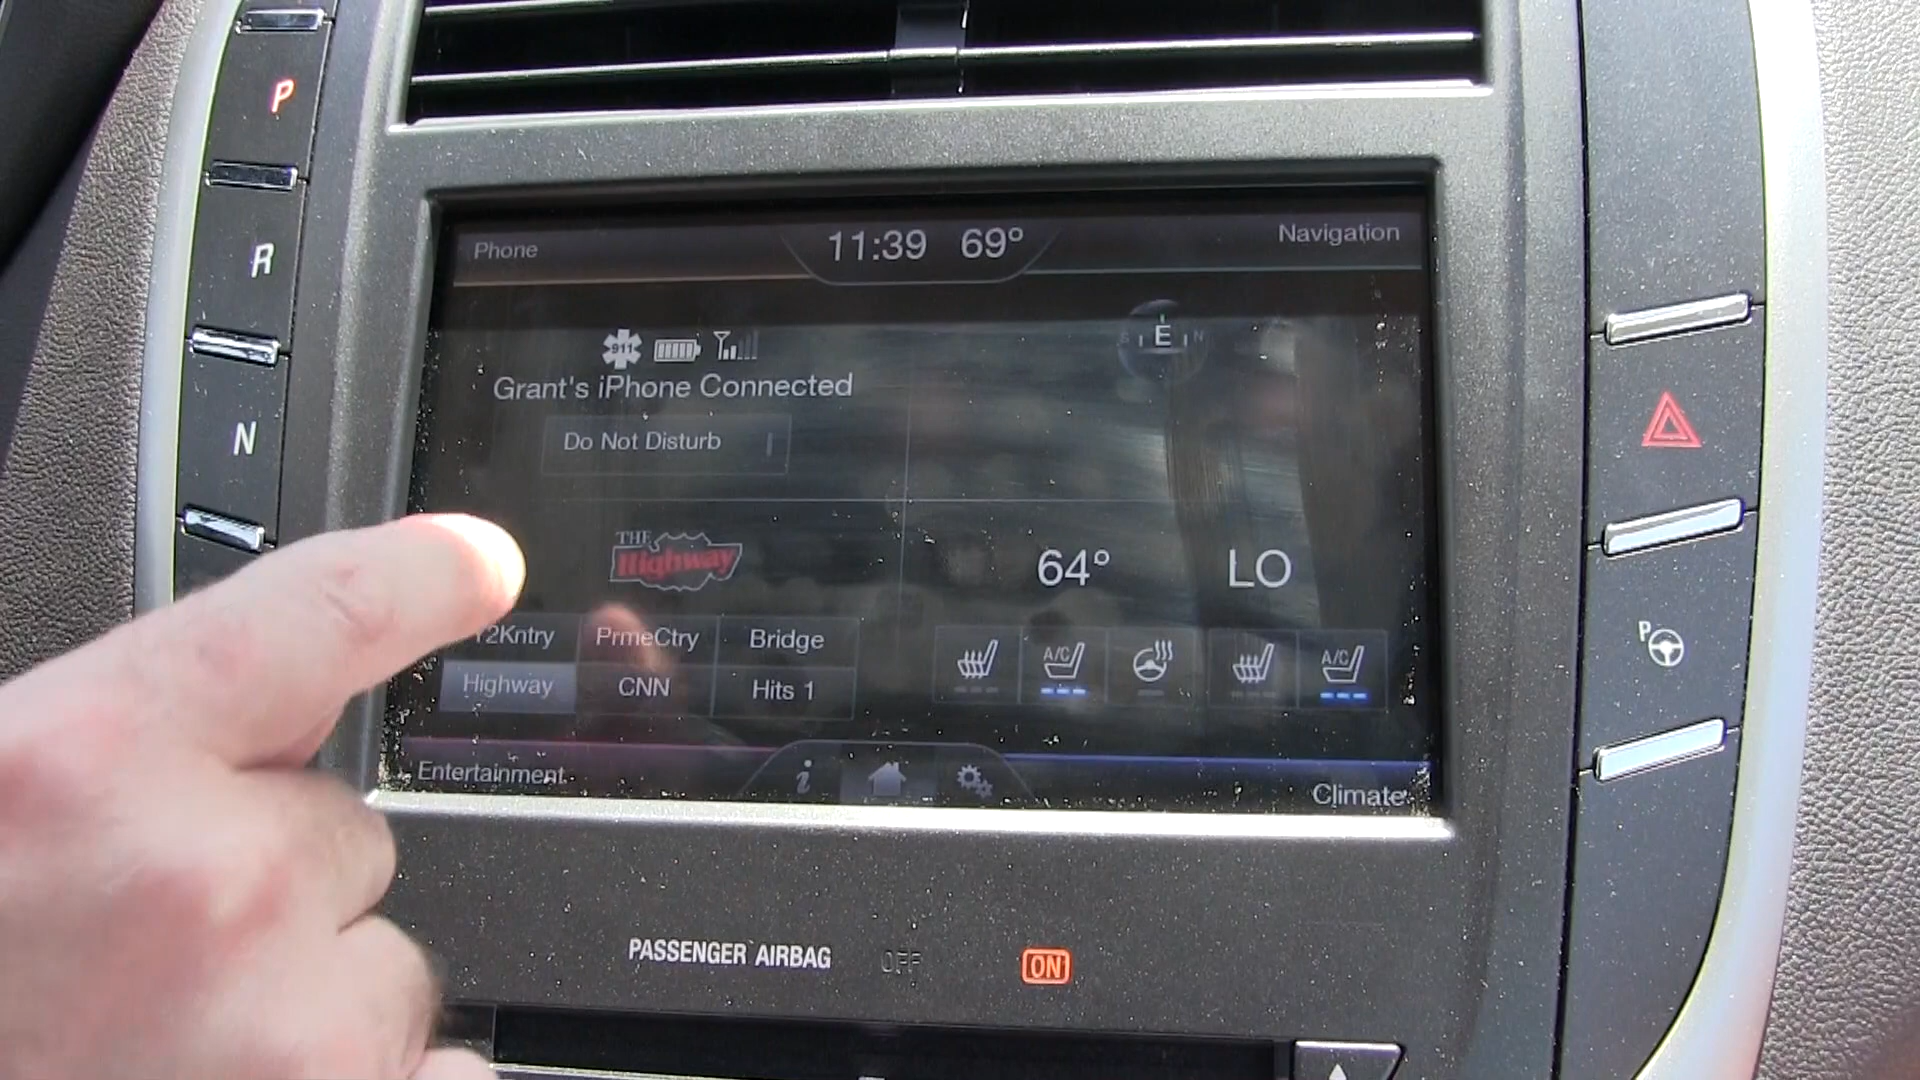 P
R
N
Phone
11:39 69°
Navigation
911
S E N
Grant's iPhone Connected
Do Not Disturb
THE
Highway
64° LO
Y2Kntry PrmeCtry Bridge
Highway CNN Hits 1
A/C A/C
Entertainment
i
Climate
P
PASSENGER AIRBAG OFF ON